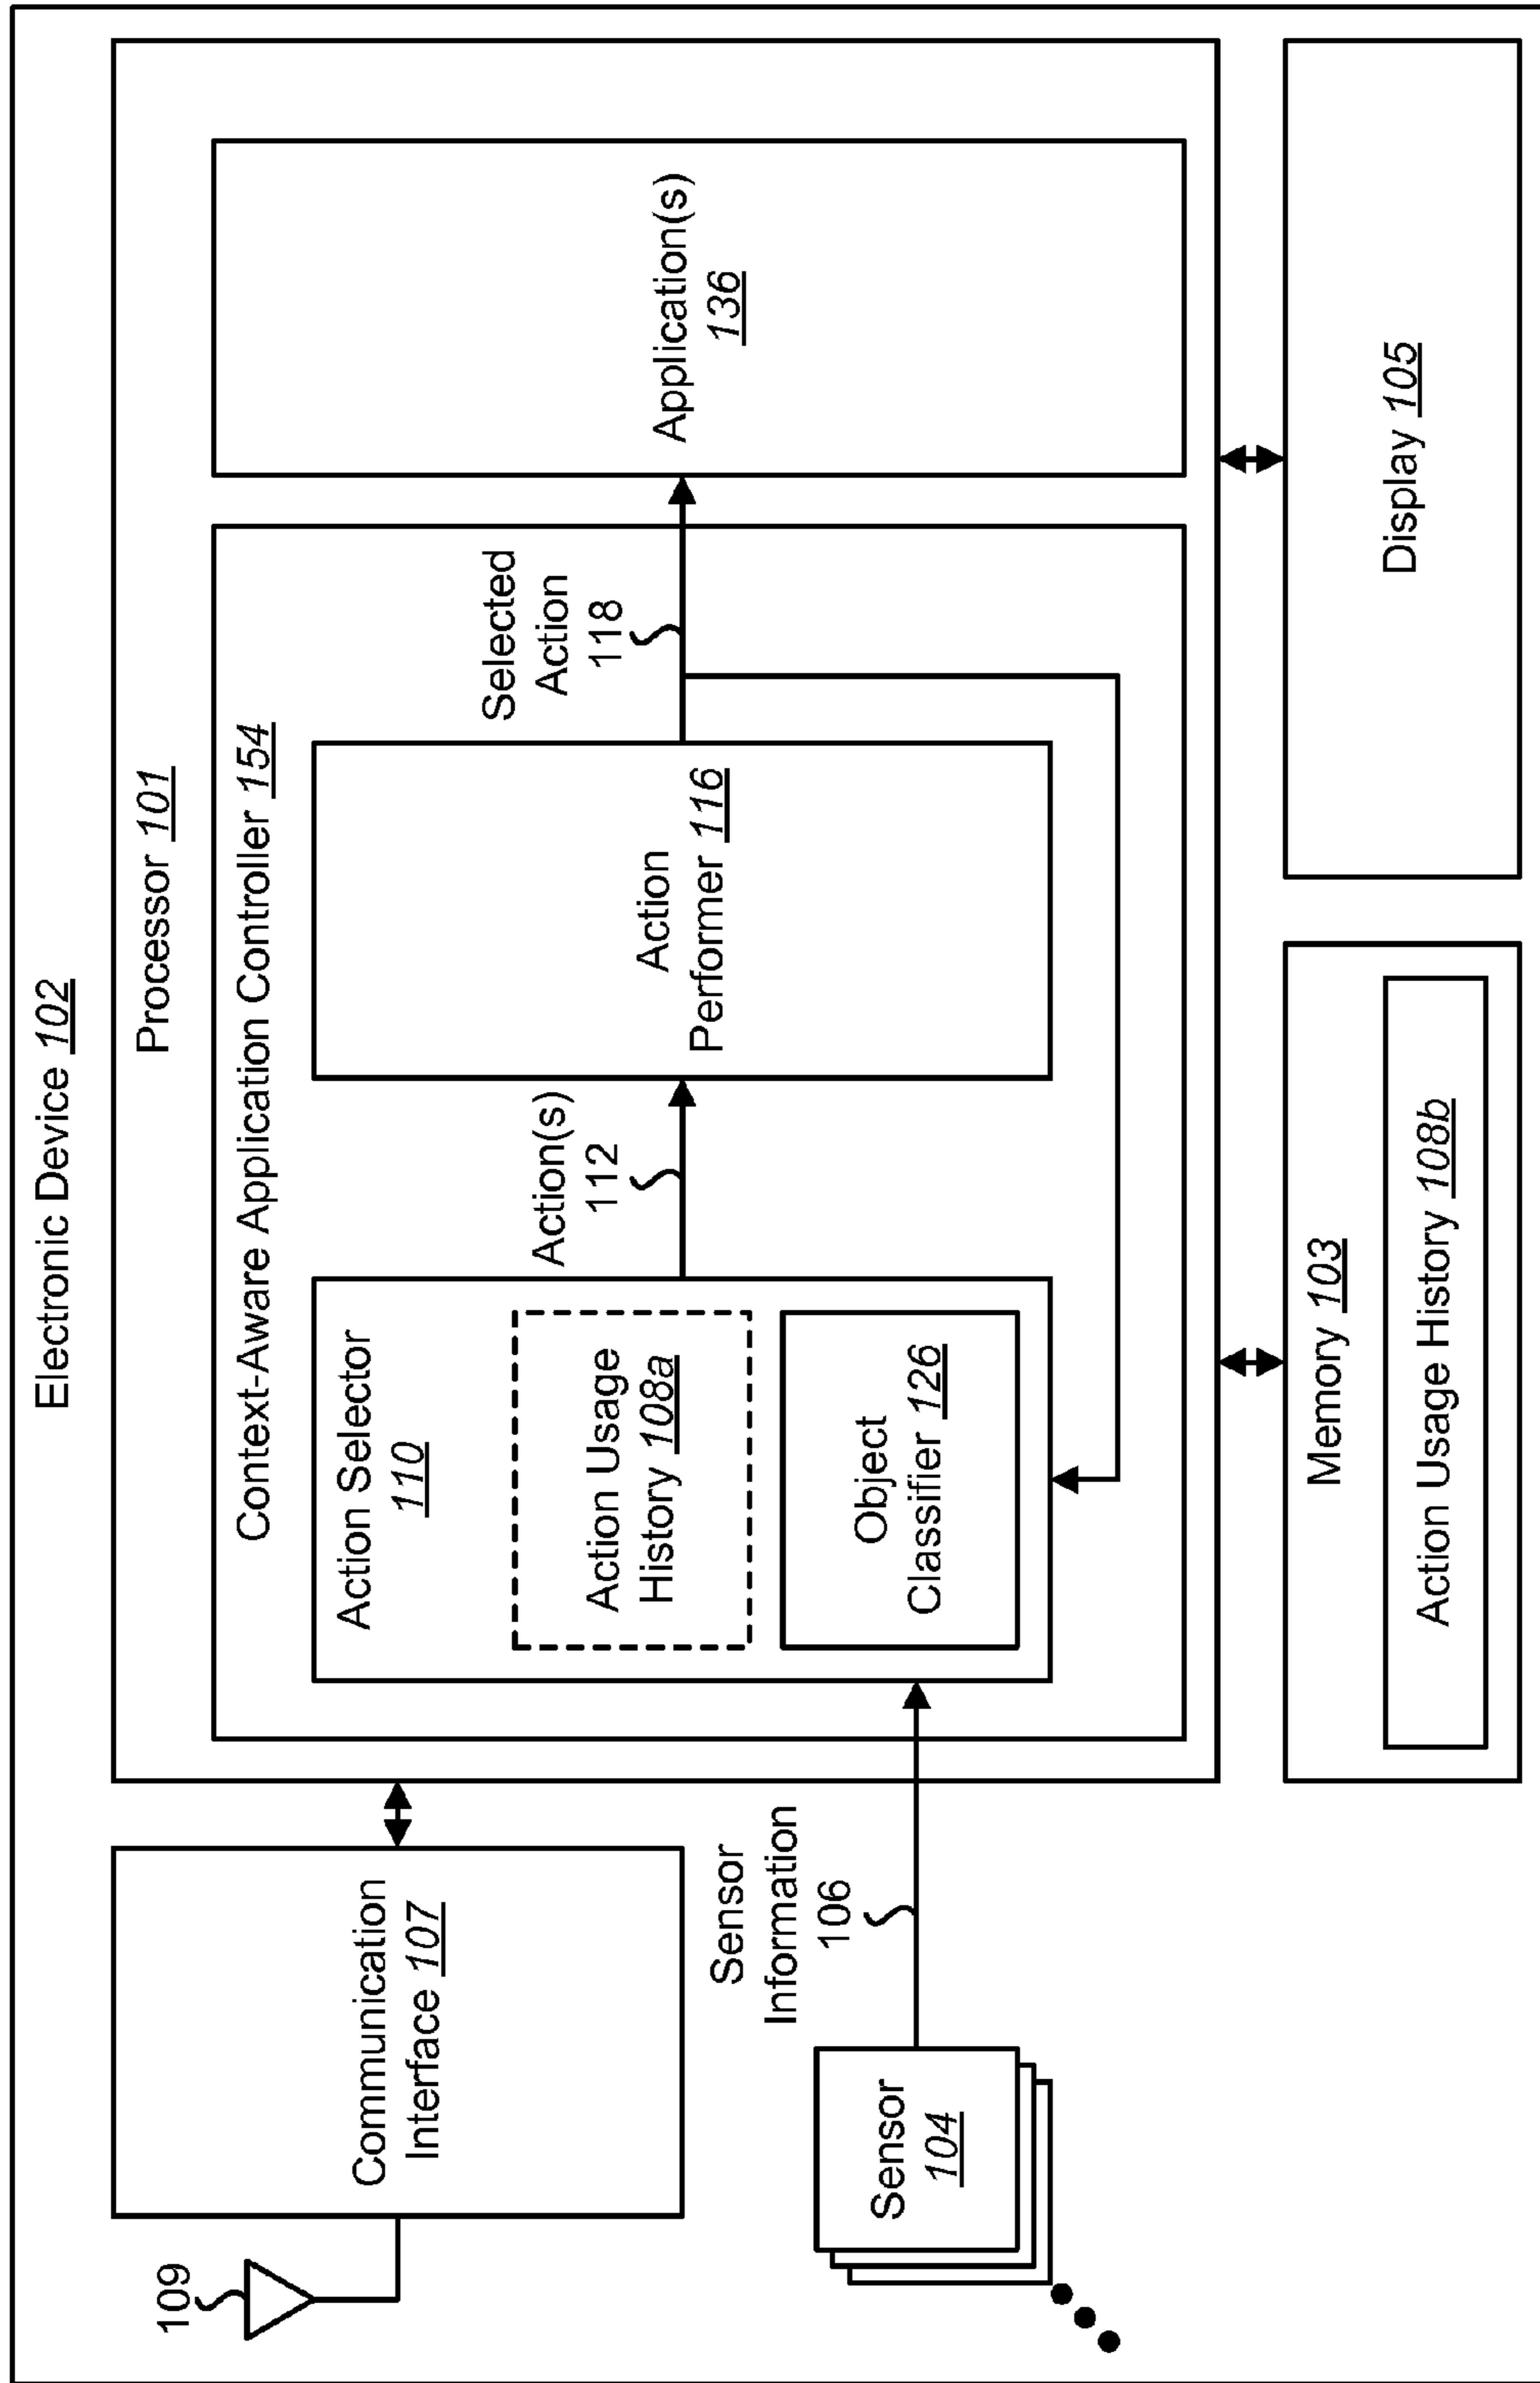 Electronic Device 102
109
Communication
Interface 107
Processor 101
Context-Aware Application Controller 154
Action Selector
110
Action Usage
History 108a
Object
Classifier 126
Action(s)
112
Action
Performer 116
Selected
Action
118
Application(s)
136
Sensor
Information
106
Sensor
104
Memory 103
Action Usage History 108b
Display 105